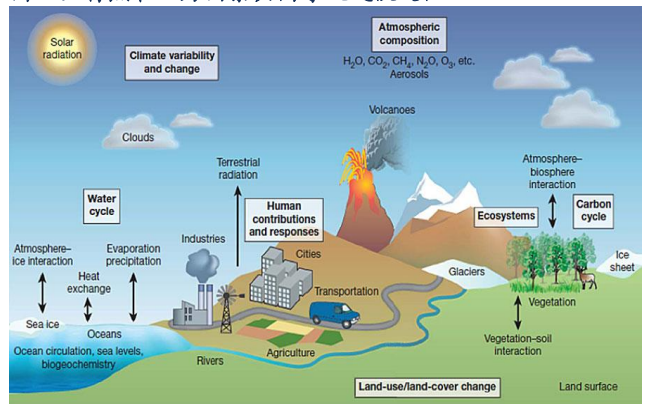 Solar
radiation
Climate variability
and change
Atmospheric
composition
H₂O, CO₂, CH₄, N₂O, O₃, etc.
Aerosols
Volcanoes
Clouds
Terrestrial
radiation
Atmosphere–
biosphere
interaction
Water
cycle
Human
contributions
and responses
Ecosystems
Carbon
cycle
Atmosphere–
ice interaction
Evaporation
precipitation
Industries
Cities
Heat
exchange
Glaciers
Ice
sheet
Transportation
Vegetation
Sea ice
Oceans
Ocean circulation, sea levels,
biogeochemistry
Rivers
Agriculture
Vegetation–soil
interaction
Land-use/land-cover change
Land surface